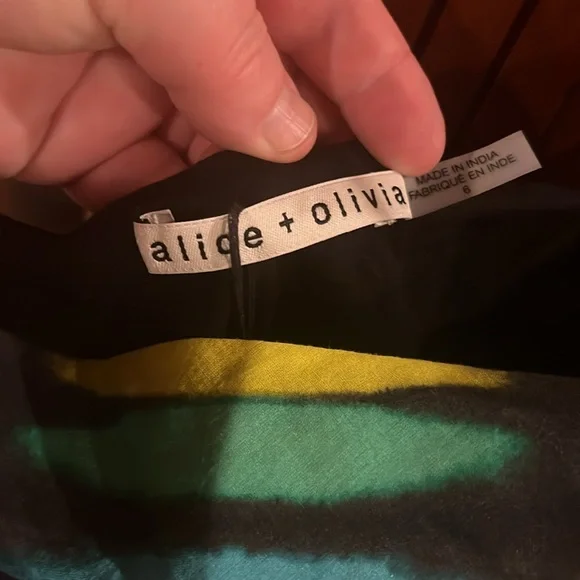 alice + olivia
MADE IN INDIA
FABRIQUÉ EN INDE
6